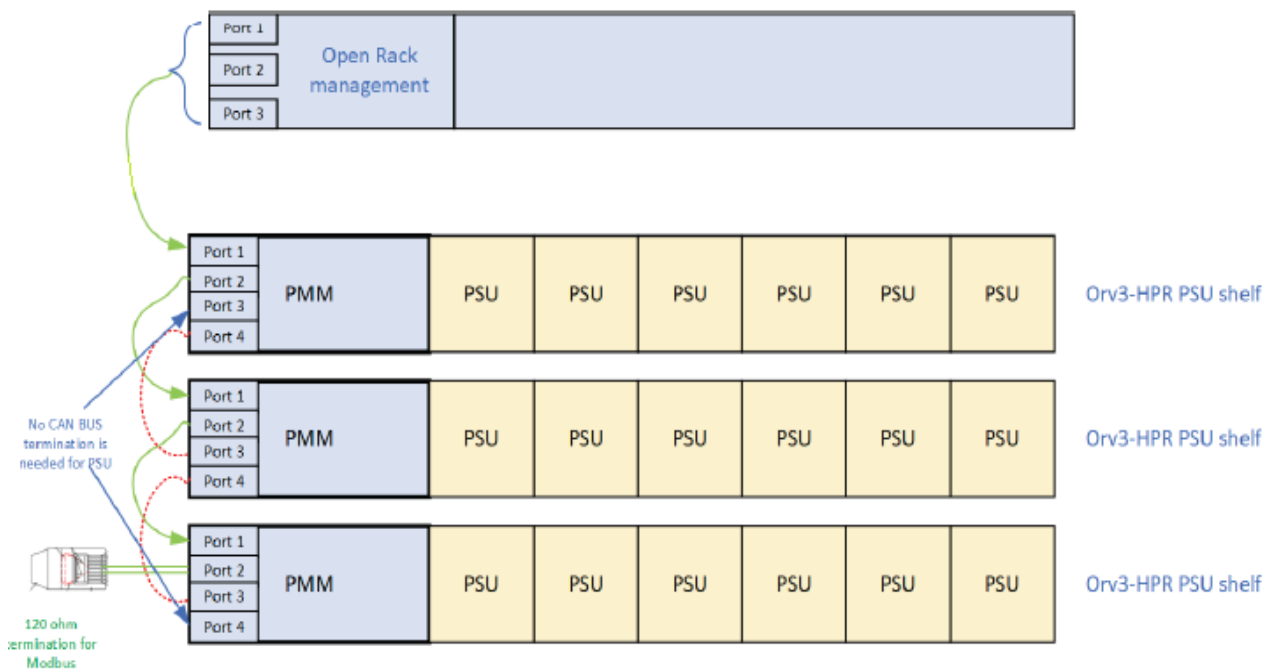 Port 1
Port 2
Port 3
Open Rack
management
Port 1
Port 2
Port 3
Port 4
PMM
PSU
PSU
PSU
PSU
PSU
PSU
Orv3-HPR PSU shelf
No CAN BUS
termination is
needed for PSU
Port 1
Port 2
Port 3
Port 4
PMM
PSU
PSU
PSU
PSU
PSU
PSU
Orv3-HPR PSU shelf
Port 1
Port 2
Port 3
Port 4
PMM
PSU
PSU
PSU
PSU
PSU
PSU
Orv3-HPR PSU shelf
120 ohm
termination for
Modbus